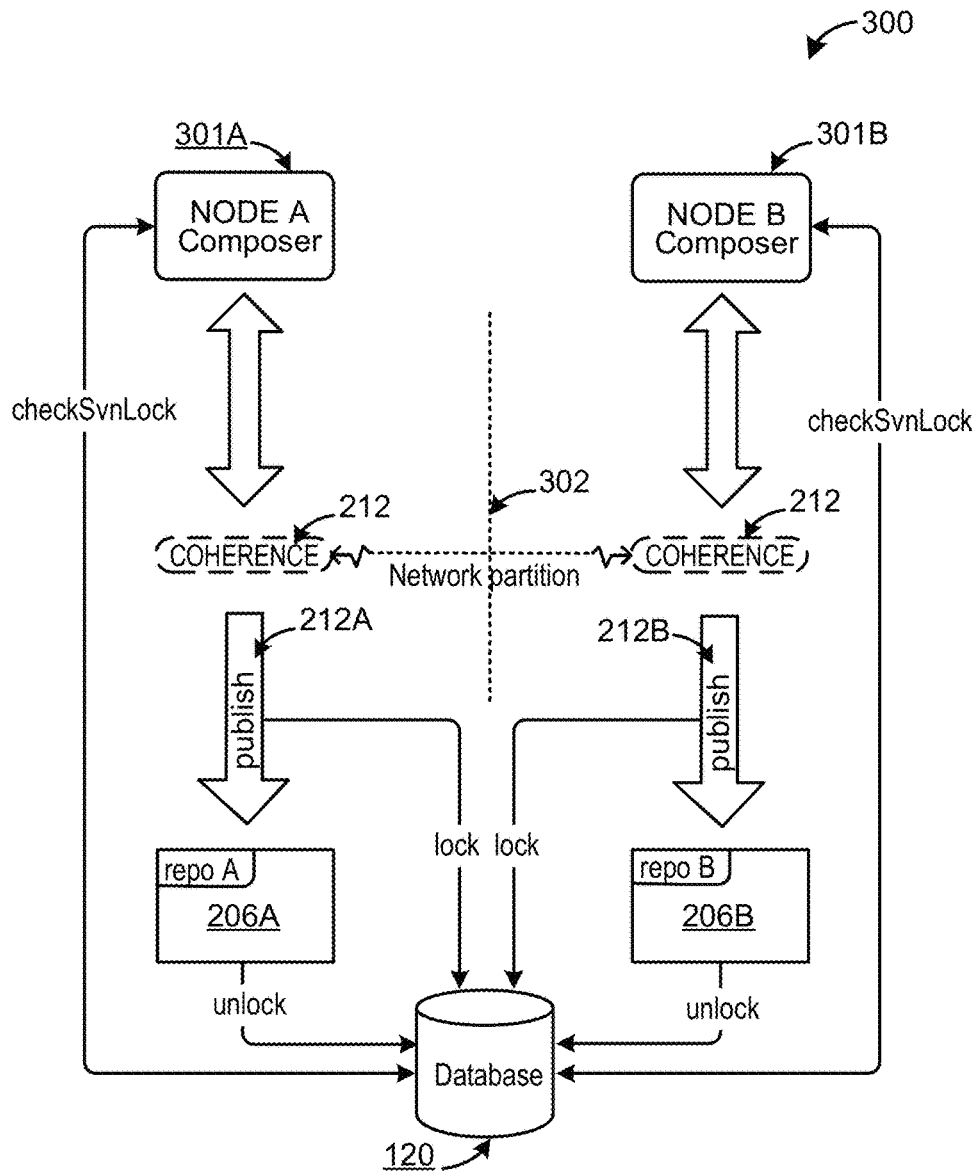 300
301A
301B
NODE A
Composer
NODE B
Composer
checkSvnLock
checkSvnLock
302
212
212
COHERENCE
COHERENCE
Network partition
212A
212B
publish
publish
lock
lock
repo A
repo B
206A
206B
unlock
unlock
Database
120